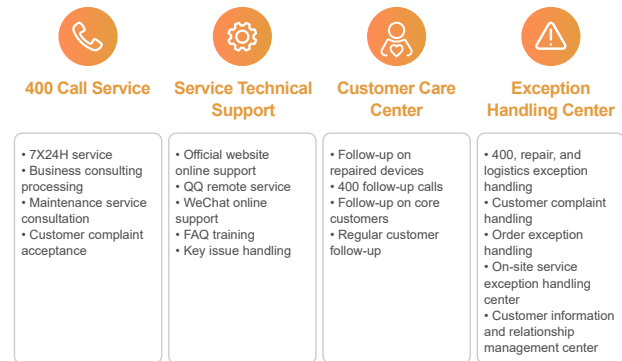 400 Call Service
• 7X24H service
• Business consulting
processing
• Maintenance service
consultation
• Customer complaint
acceptance
Service Technical
Support
• Official website
online support
• QQ remote service
• WeChat online
support
• FAQ training
• Key issue handling
Customer Care
Center
• Follow-up on
repaired devices
• 400 follow-up calls
• Follow-up on core
customers
• Regular customer
follow-up
Exception
Handling Center
• 400, repair, and
logistics exception
handling
• Customer complaint
handling
• Order exception
handling
• On-site service
exception handling
center
• Customer information
and relationship
management center